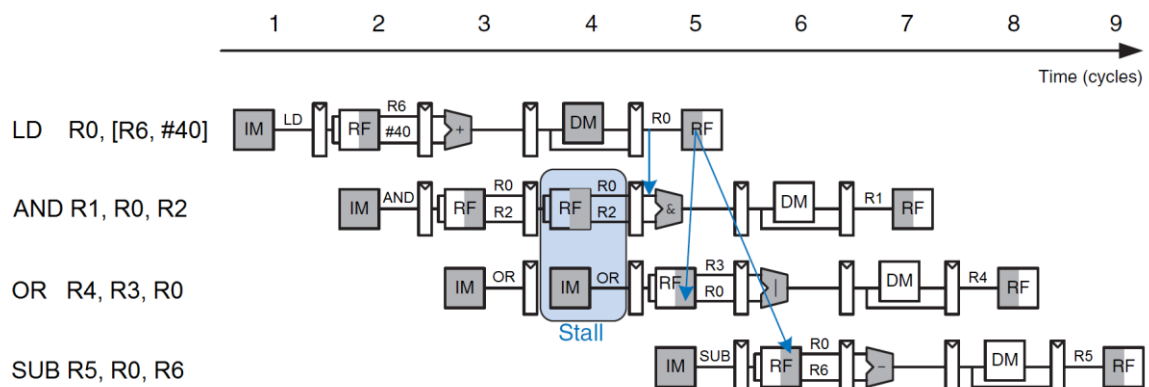 1 2 3 4 5 6 7 8 9
Time (cycles)
LD R0, [R6, #40]
IM LD RF R6 #40 + DM R0 RF
AND R1, R0, R2
IM AND RF R0 R2 RF R0 R2 & DM R1 RF
OR R4, R3, R0
IM OR IM OR RF R3 R0 | DM R4 RF
Stall
SUB R5, R0, R6
IM SUB RF R0 R6 - DM R5 RF